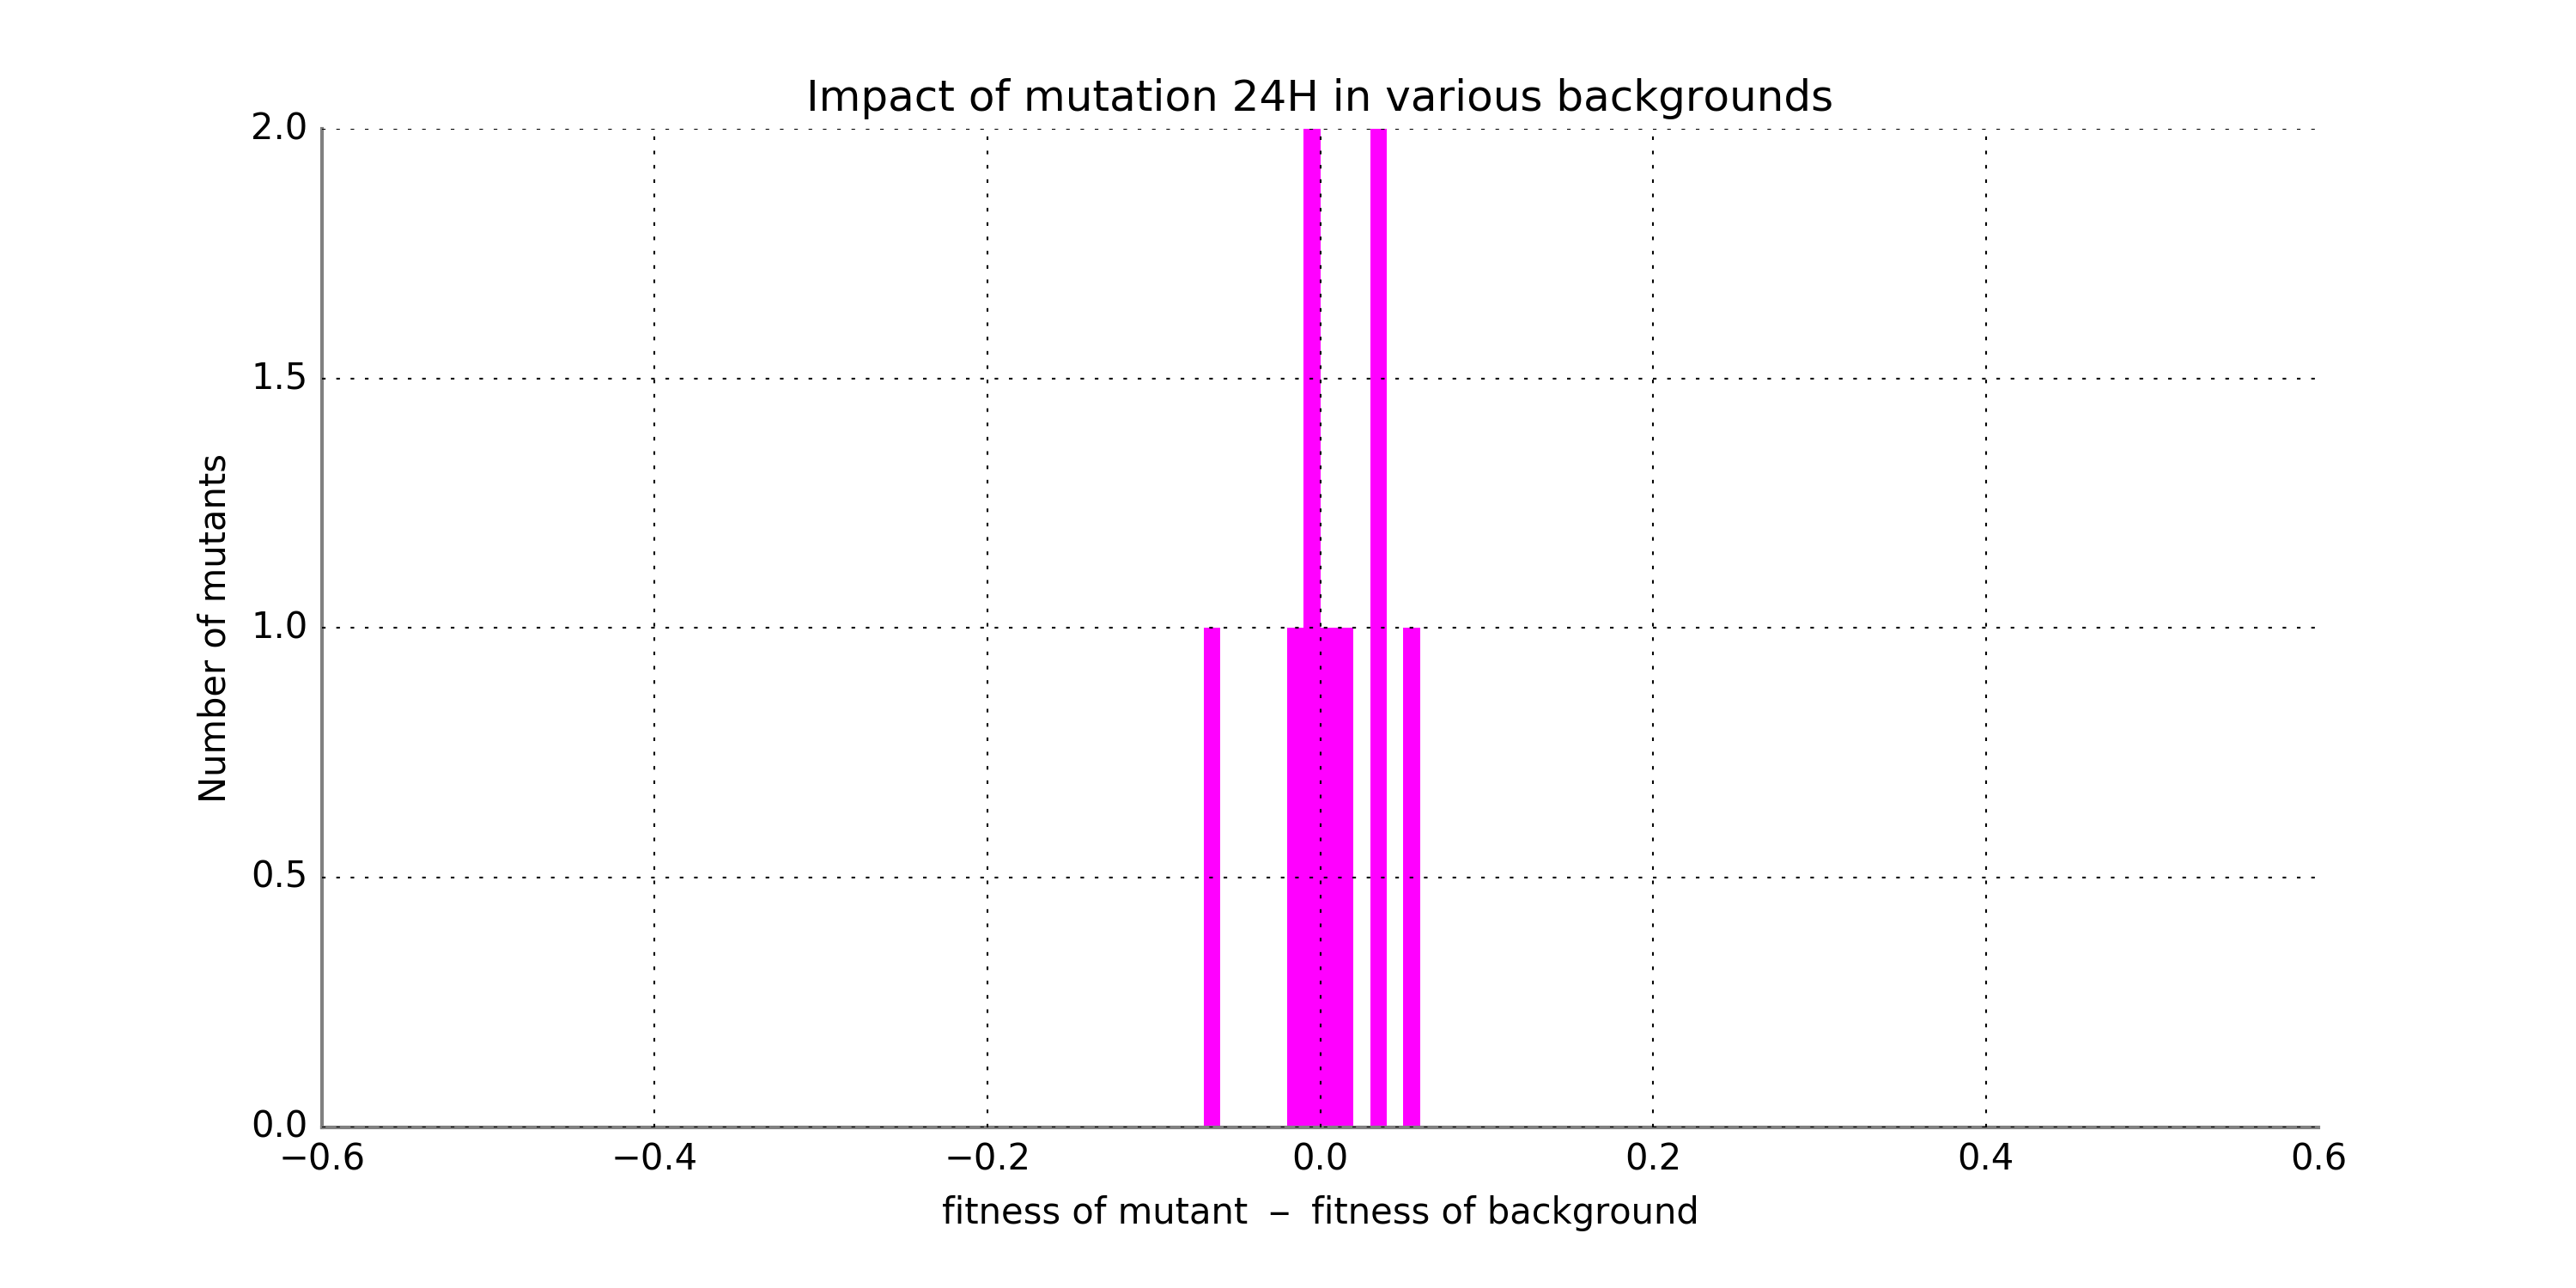 Impact of mutation 24H in various backgrounds
2.0
1.5
1.0
0.5
0.0
Number of mutants
−0.6 −0.4 −0.2 0.0 0.2 0.4 0.6
fitness of mutant − fitness of background